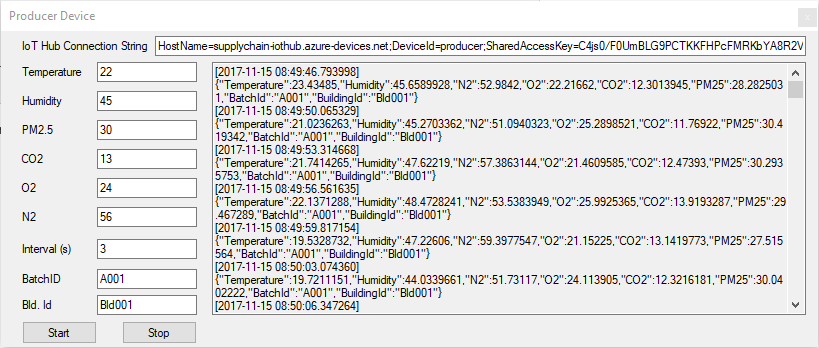 Producer Device
IoT Hub Connection String HostName=supplychain-iothub.azure-devices.net;DeviceId=producer;SharedAccessKey=C4js0/F0UmBLG9PCTKKFHPcFMRKbYA8R2V
Temperature 22
Humidity 45
PM2.5 30
CO2 13
O2 24
N2 56
Interval (s) 3
BatchID A001
Bld. Id Bld001
Start Stop
[2017-11-15 08:49:46.793998]
{"Temperature":23.43485,"Humidity":45.6589928,"N2":52.9842,"O2":22.21662,"CO2":12.3013945,"PM25":28.282503
1,"BatchId":"A001","BuildingId":"Bld001"}
[2017-11-15 08:49:50.065329]
{"Temperature":21.0236263,"Humidity":45.2703362,"N2":51.0940323,"O2":25.2898521,"CO2":11.76922,"PM25":30.4
19342,"BatchId":"A001","BuildingId":"Bld001"}
[2017-11-15 08:49:53.314668]
{"Temperature":21.7414265,"Humidity":47.62219,"N2":57.3863144,"O2":21.4609585,"CO2":12.47393,"PM25":30.293
5753,"BatchId":"A001","BuildingId":"Bld001"}
[2017-11-15 08:49:56.561635]
{"Temperature":22.1371288,"Humidity":48.4728241,"N2":53.5383949,"O2":25.9925365,"CO2":13.9193287,"PM25":29
.467289,"BatchId":"A001","BuildingId":"Bld001"}
[2017-11-15 08:49:59.817154]
{"Temperature":19.5328732,"Humidity":47.22606,"N2":59.3977547,"O2":21.15225,"CO2":13.1419773,"PM25":27.515
564,"BatchId":"A001","BuildingId":"Bld001"}
[2017-11-15 08:50:03.074360]
{"Temperature":19.7211151,"Humidity":44.0339661,"N2":51.73117,"O2":24.113905,"CO2":12.3216181,"PM25":30.04
02222,"BatchId":"A001","BuildingId":"Bld001"}
[2017-11-15 08:50:06.347264]